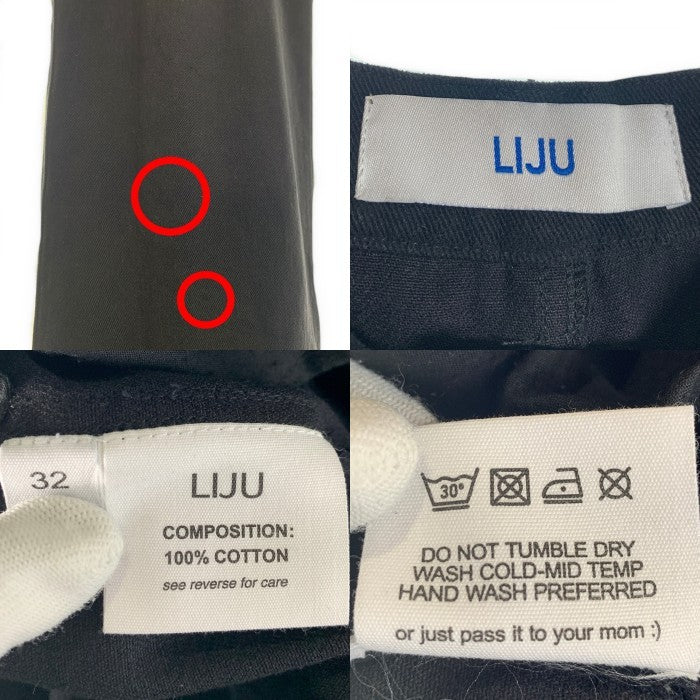 LIJU
32
LIJU
COMPOSITION:
100% COTTON
see reverse for care
30°
DO NOT TUMBLE DRY
WASH COLD-MID TEMP
HAND WASH PREFERRED
or just pass it to your mom :)